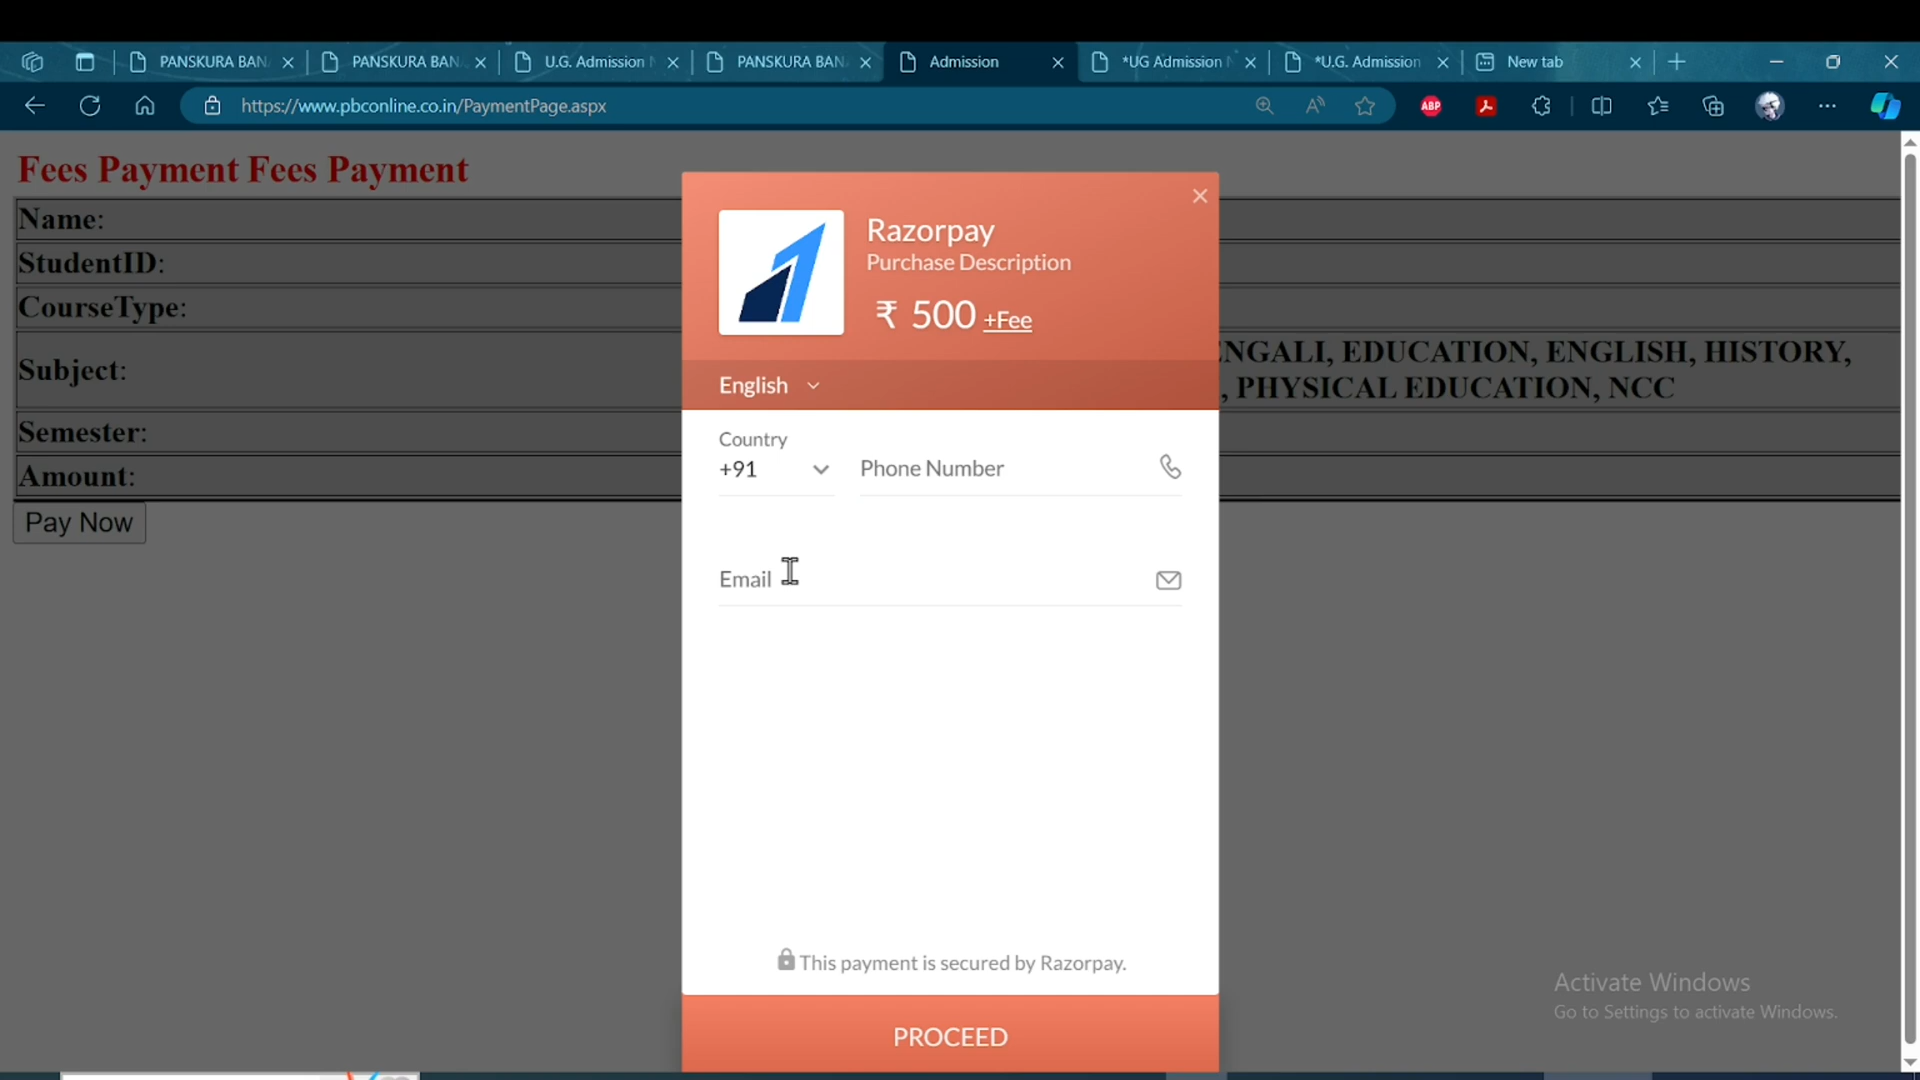 PANSKURA BAN
PANSKURA BAN
U.G. Admission
PANSKURA BAN
Admission
*UG Admission
*U.G. Admission
New tab
https://www.pbconline.co.in/PaymentPage.aspx
ABP
Fees Payment Fees Payment
Name:
StudentID:
CourseType:
Subject:
NGALI, EDUCATION, ENGLISH, HISTORY,
, PHYSICAL EDUCATION, NCC
Semester:
Amount:
Pay Now
Razorpay
Purchase Description
₹ 500 +Fee
English
Country
+91
Phone Number
Email
This payment is secured by Razorpay.
PROCEED
Activate Windows
Go to Settings to activate Windows.